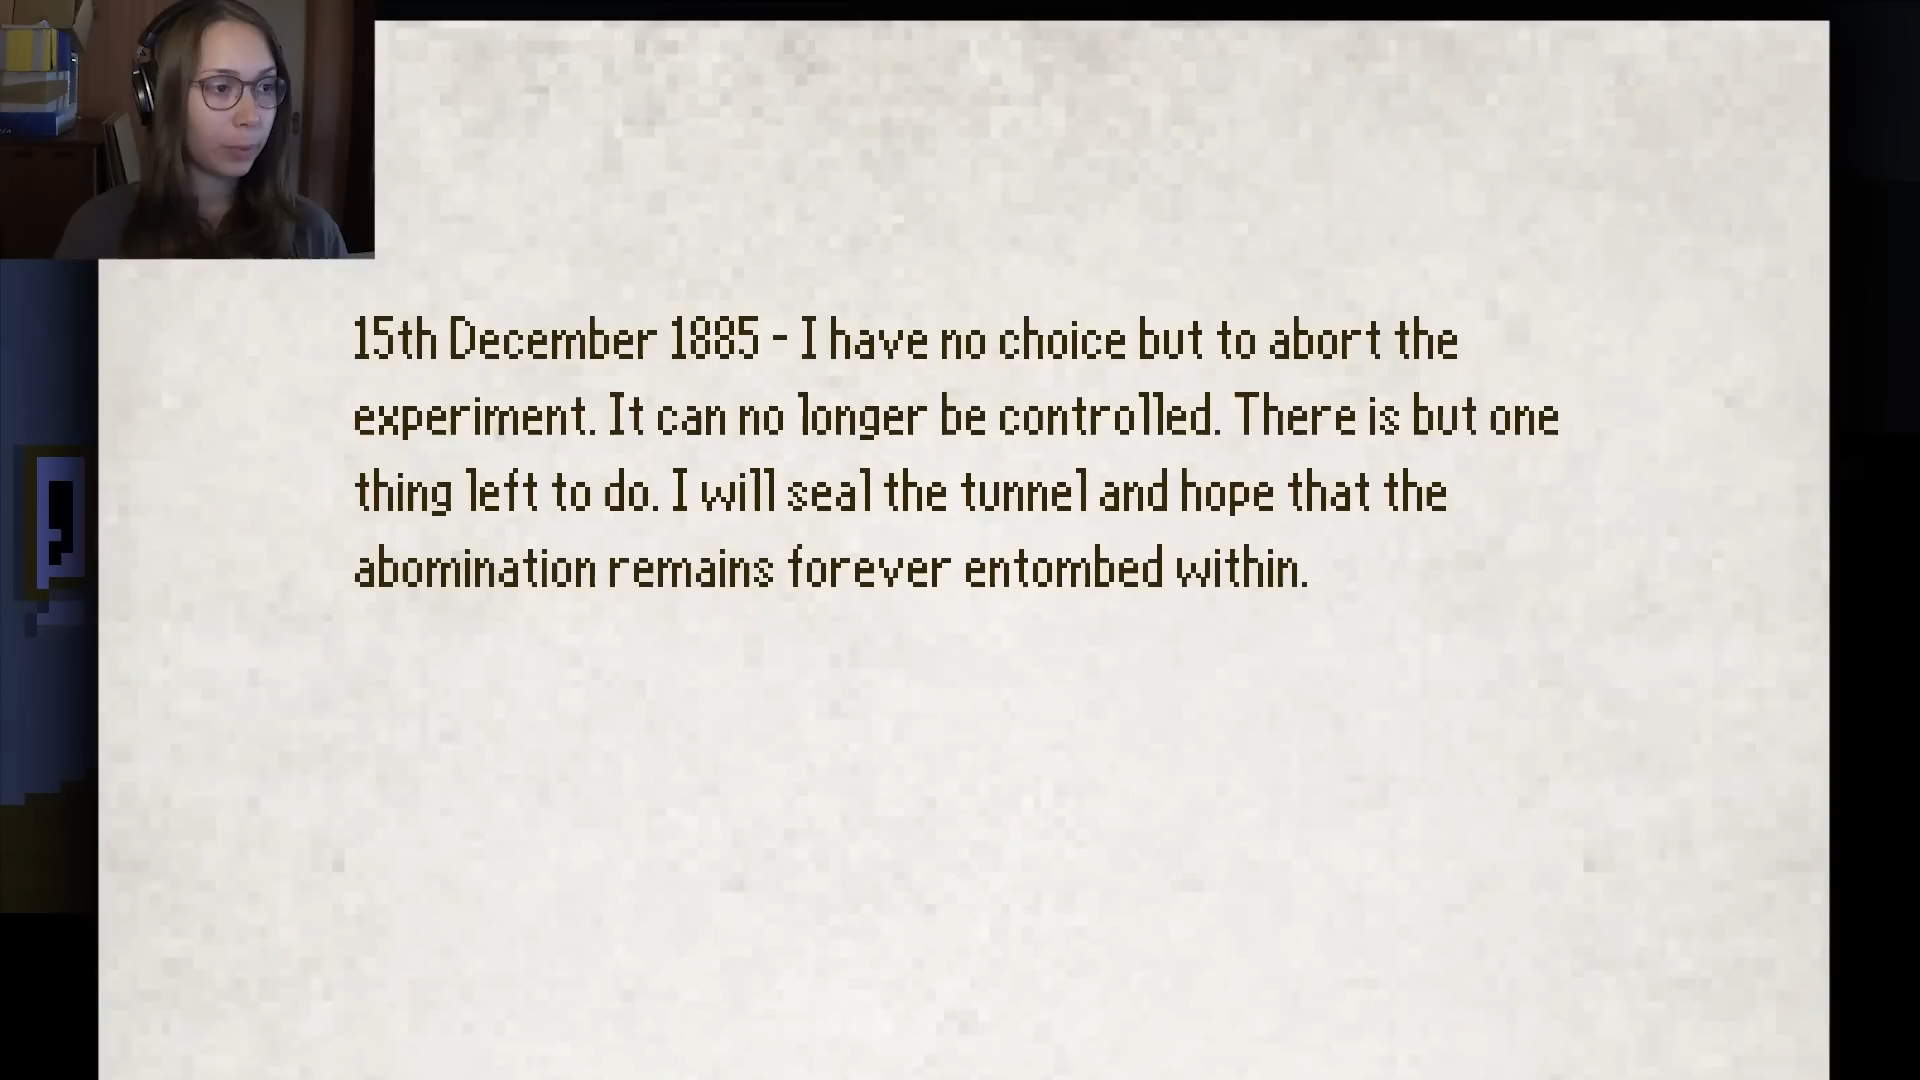 15th December 1885 - I have no choice but to abort the
experiment. It can no longer be controlled. There is but one
thing left to do. I will seal the tunnel and hope that the
abomination remains forever entombed within.